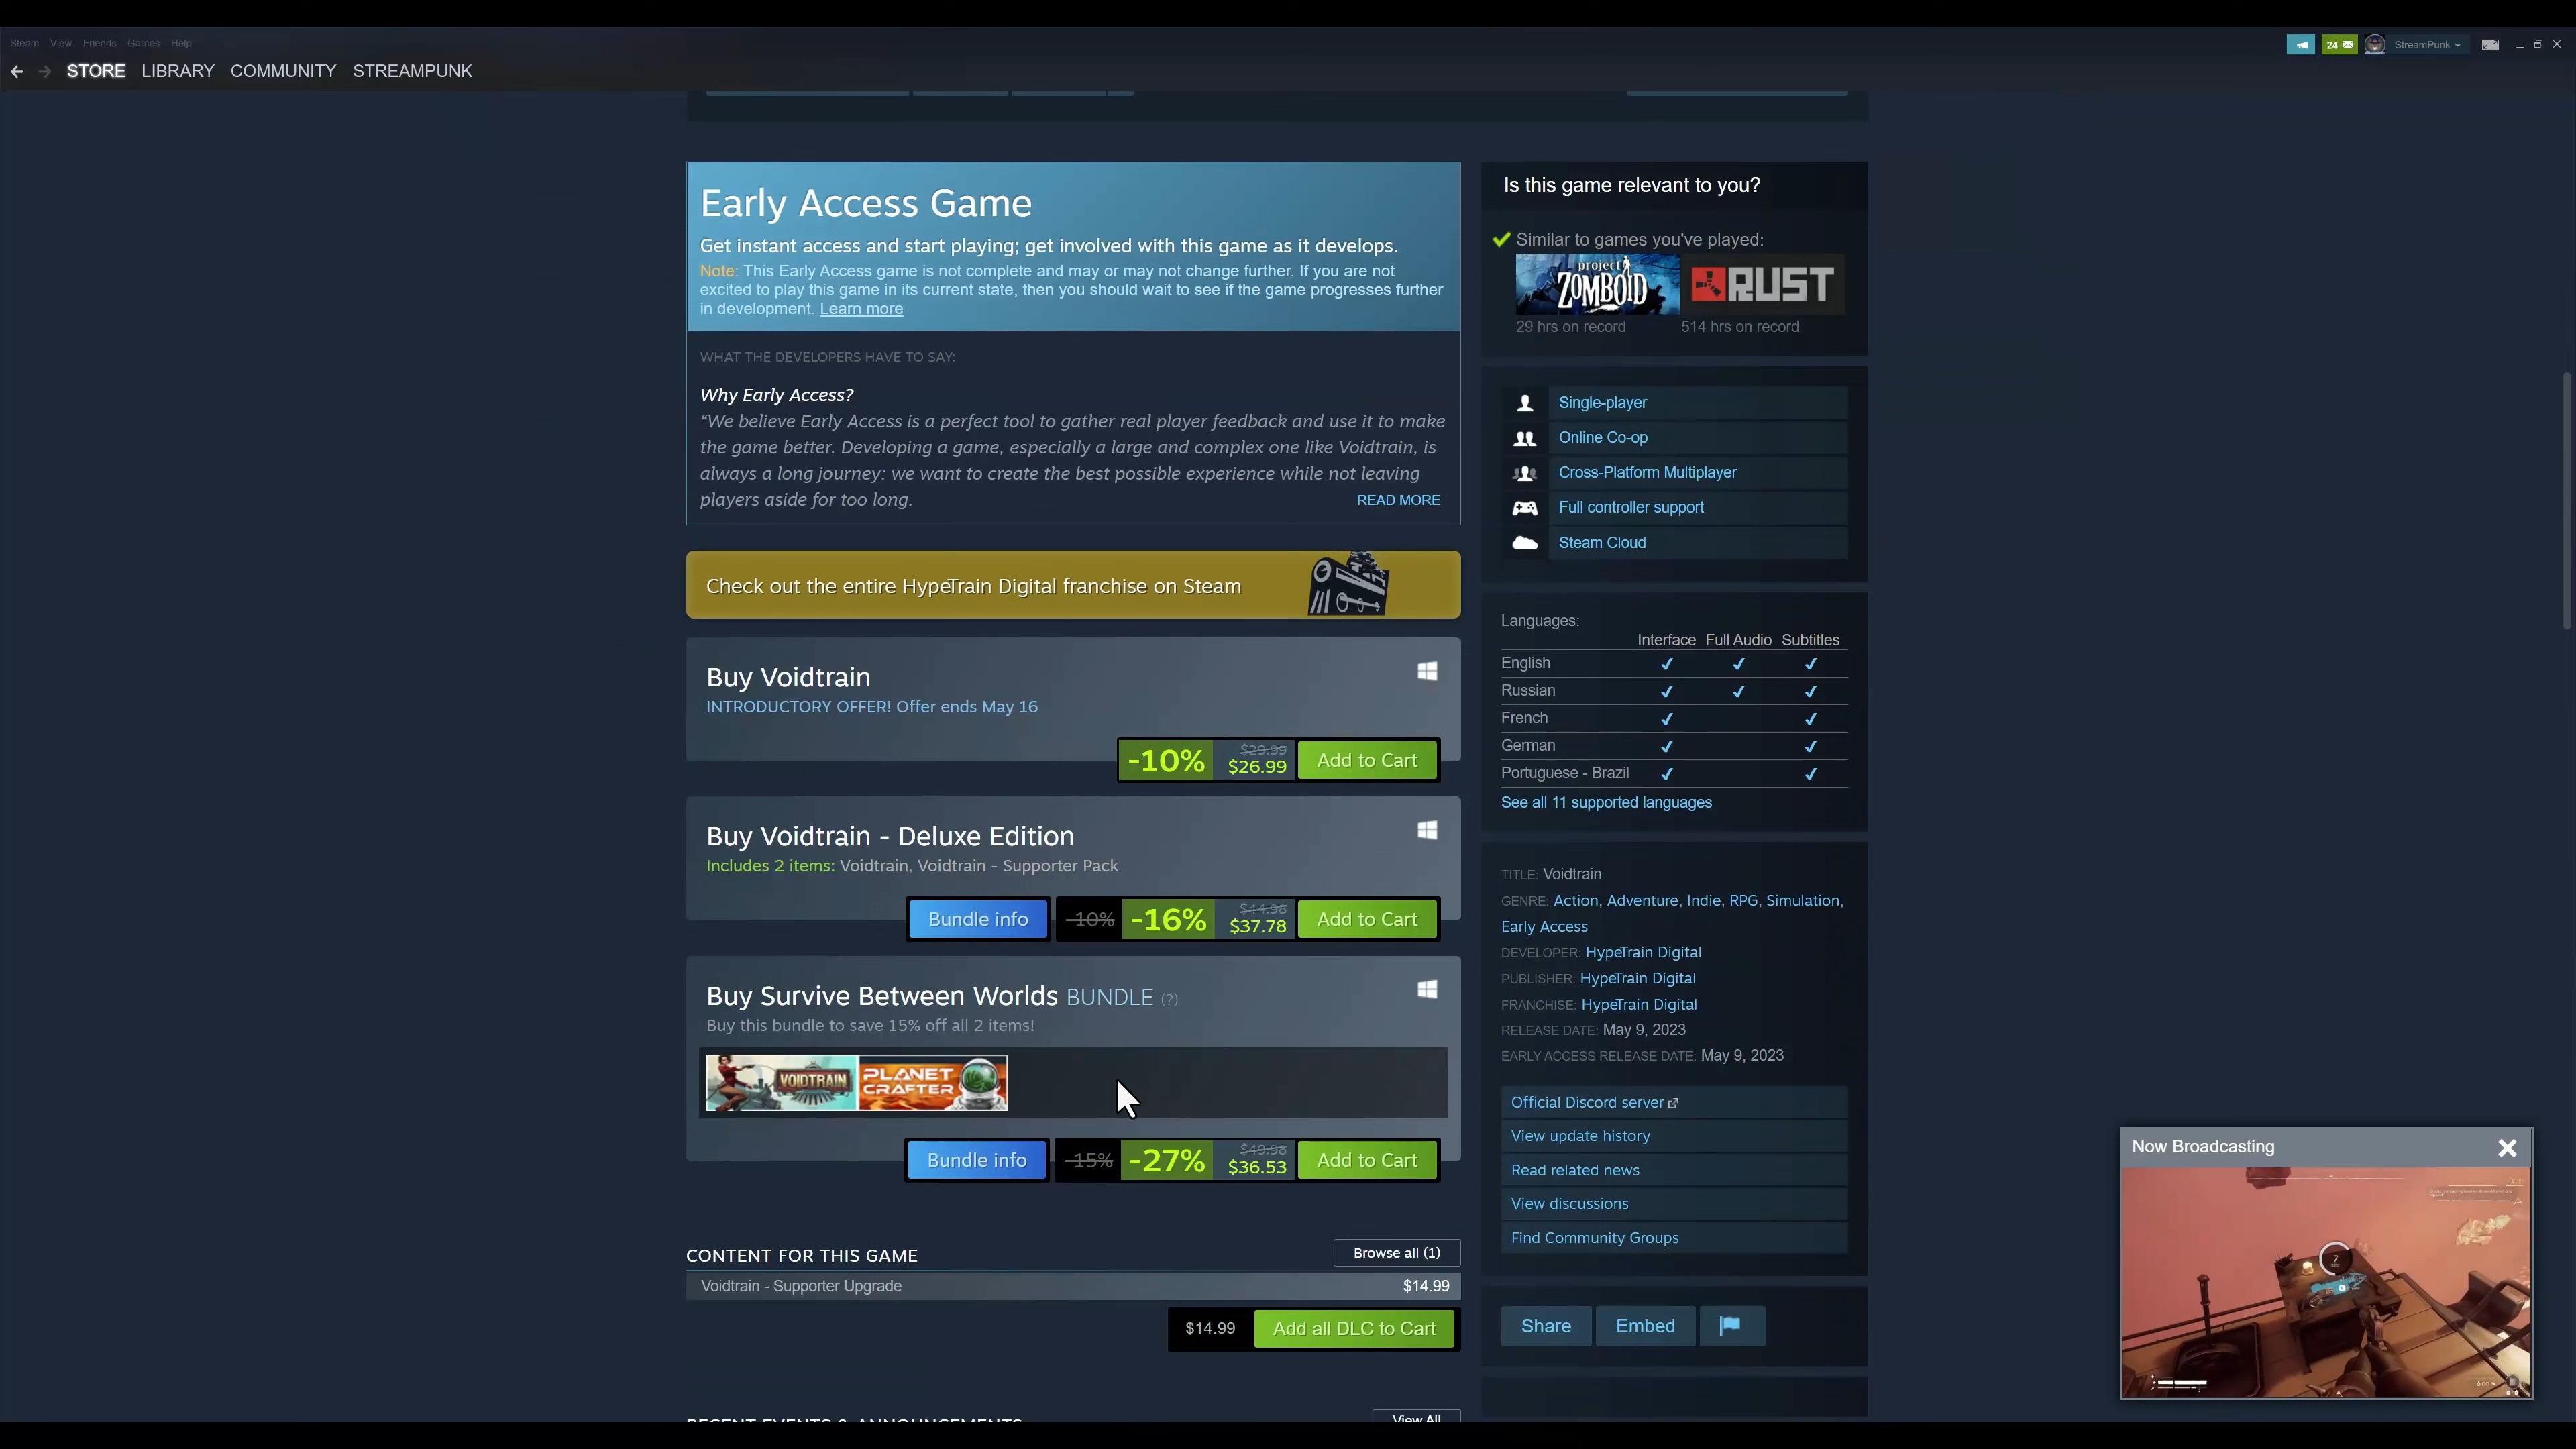 Steam View Friends Games Help
24 StreamPunk
STORE LIBRARY COMMUNITY STREAMPUNK
Early Access Game
Get instant access and start playing; get involved with this game as it develops.
Note: This Early Access game is not complete and may or may not change further. If you are not
excited to play this game in its current state, then you should wait to see if the game progresses further
in development. Learn more
WHAT THE DEVELOPERS HAVE TO SAY:
Why Early Access?
“We believe Early Access is a perfect tool to gather real player feedback and use it to make
the game better. Developing a game, especially a large and complex one like Voidtrain, is
always a long journey: we want to create the best possible experience while not leaving
players aside for too long.
READ MORE
Check out the entire HypeTrain Digital franchise on Steam
Buy Voidtrain
INTRODUCTORY OFFER! Offer ends May 16
-10% $29.99 $26.99 Add to Cart
Buy Voidtrain - Deluxe Edition
Includes 2 items: Voidtrain, Voidtrain - Supporter Pack
Bundle info -10% -16% $44.98 $37.78 Add to Cart
Buy Survive Between Worlds BUNDLE (?)
Buy this bundle to save 15% off all 2 items!
VOIDTRAIN
PLANET
CRAFTER
Bundle info -15% -27% $49.98 $36.53 Add to Cart
CONTENT FOR THIS GAME
Browse all (1)
Voidtrain - Supporter Upgrade $14.99
$14.99 Add all DLC to Cart
RECENT EVENTS & ANNOUNCEMENTS
View All
Is this game relevant to you?
Similar to games you've played:
project
ZOMBOID
RUST
29 hrs on record 514 hrs on record
Single-player
Online Co-op
Cross-Platform Multiplayer
Full controller support
Steam Cloud
Languages:
Interface Full Audio Subtitles
English ✔ ✔ ✔
Russian ✔ ✔ ✔
French ✔ ✔
German ✔ ✔
Portuguese - Brazil ✔ ✔
See all 11 supported languages
TITLE: Voidtrain
GENRE: Action, Adventure, Indie, RPG, Simulation,
Early Access
DEVELOPER: HypeTrain Digital
PUBLISHER: HypeTrain Digital
FRANCHISE: HypeTrain Digital
RELEASE DATE: May 9, 2023
EARLY ACCESS RELEASE DATE: May 9, 2023
Official Discord server
View update history
Read related news
View discussions
Find Community Groups
Share Embed
Now Broadcasting
7